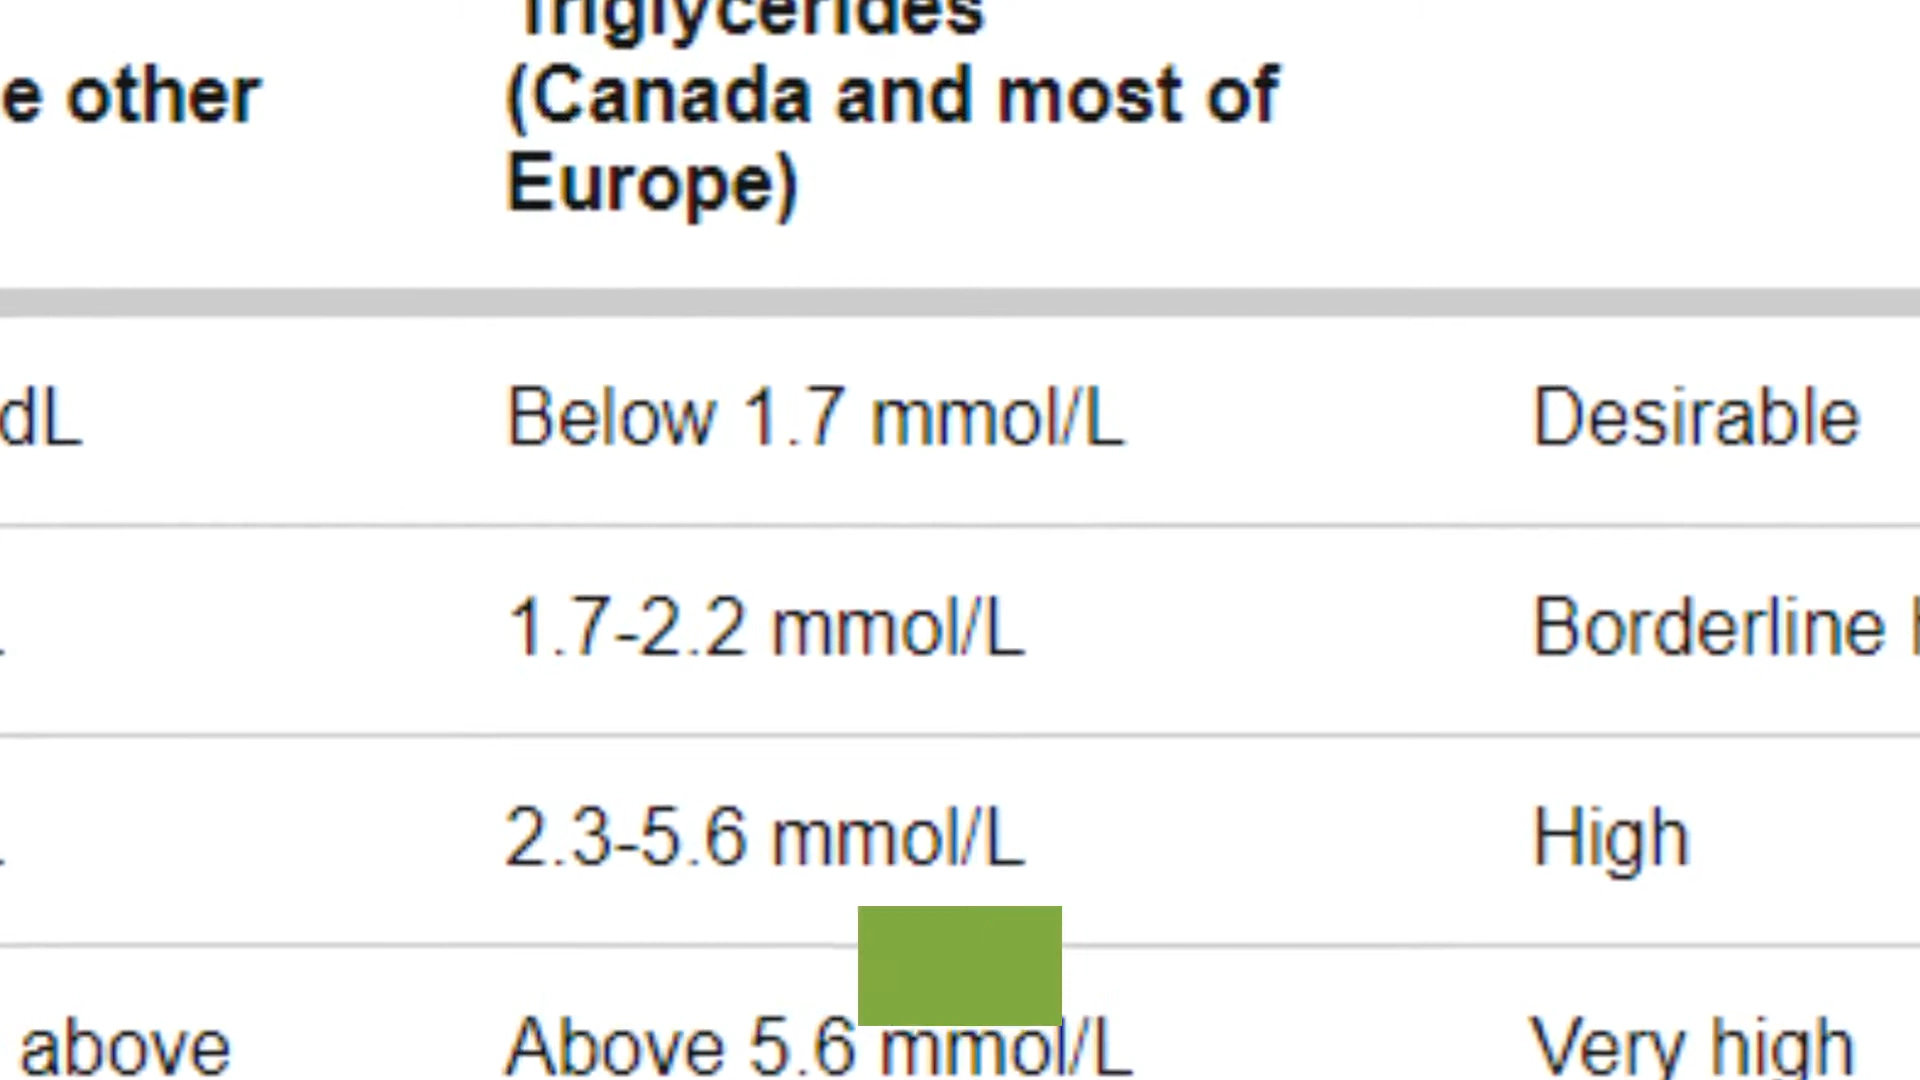 Triglycerides
e other
(Canada and most of
Europe)
dL
Below 1.7 mmol/L
Desirable
1.7-2.2 mmol/L
Borderline
2.3-5.6 mmol/L
High
above
Above 5.6 mmol/L
Very high